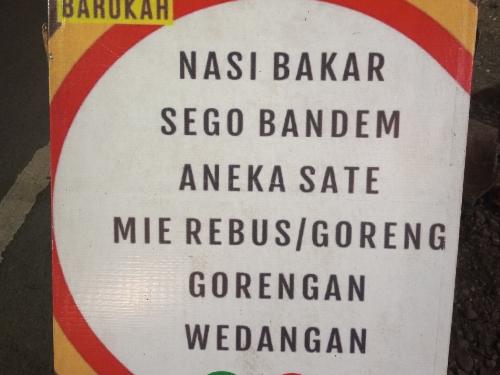 BAROKAH
NASI BAKAR
SEGO BANDEM
ANEKA SATE
MIE REBUS/GORENG
GORENGAN
WEDANGAN